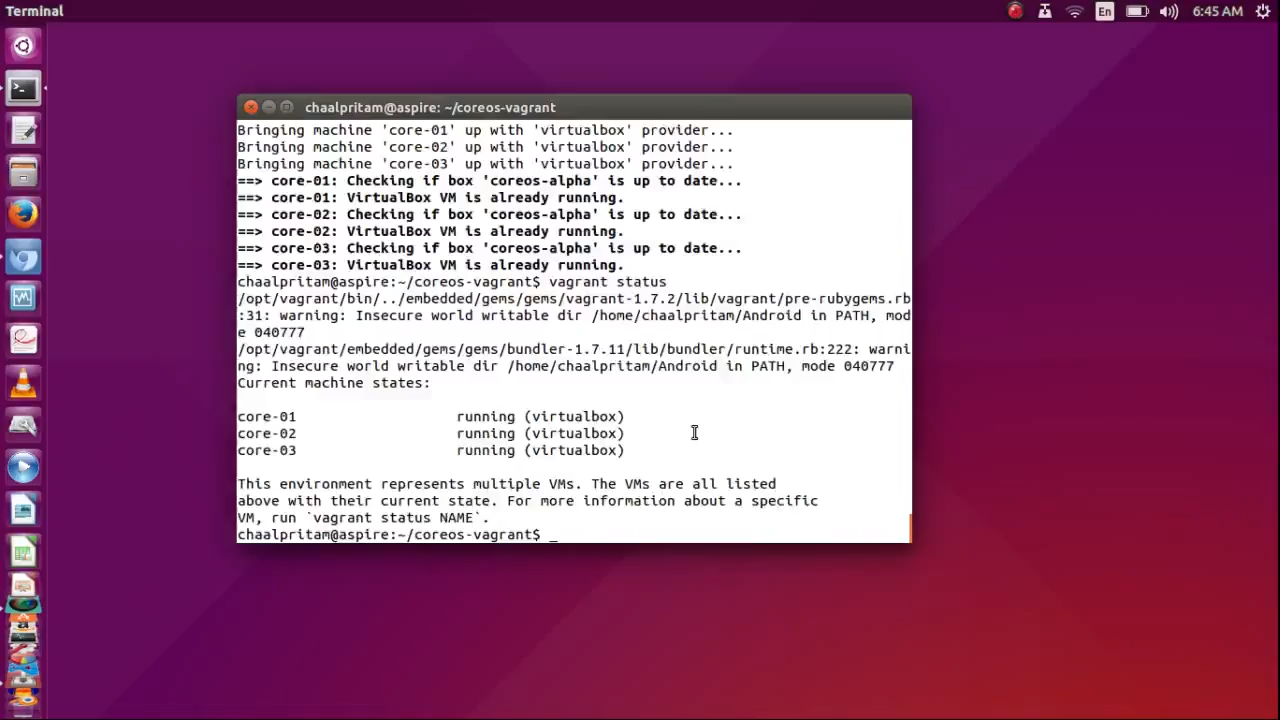 Terminal
En
6:45 AM
chaalpritam@aspire: ~/coreos-vagrant
Bringing machine 'core-01' up with 'virtualbox' provider...
Bringing machine 'core-02' up with 'virtualbox' provider...
Bringing machine 'core-03' up with 'virtualbox' provider...
==> core-01: Checking if box 'coreos-alpha' is up to date...
==> core-01: VirtualBox VM is already running.
==> core-02: Checking if box 'coreos-alpha' is up to date...
==> core-02: VirtualBox VM is already running.
==> core-03: Checking if box 'coreos-alpha' is up to date...
==> core-03: VirtualBox VM is already running.
chaalpritam@aspire:~/coreos-vagrant$ vagrant status
/opt/vagrant/bin/../embedded/gems/gems/vagrant-1.7.2/lib/vagrant/pre-rubygems.rb
:31: warning: Insecure world writable dir /home/chaalpritam/Android in PATH, mod
e 040777
/opt/vagrant/embedded/gems/gems/bundler-1.7.11/lib/bundler/runtime.rb:222: warni
ng: Insecure world writable dir /home/chaalpritam/Android in PATH, mode 040777
Current machine states:
core-01 running (virtualbox)
core-02 running (virtualbox)
core-03 running (virtualbox)
This environment represents multiple VMs. The VMs are all listed
above with their current state. For more information about a specific
VM, run `vagrant status NAME`.
chaalpritam@aspire:~/coreos-vagrant$ _